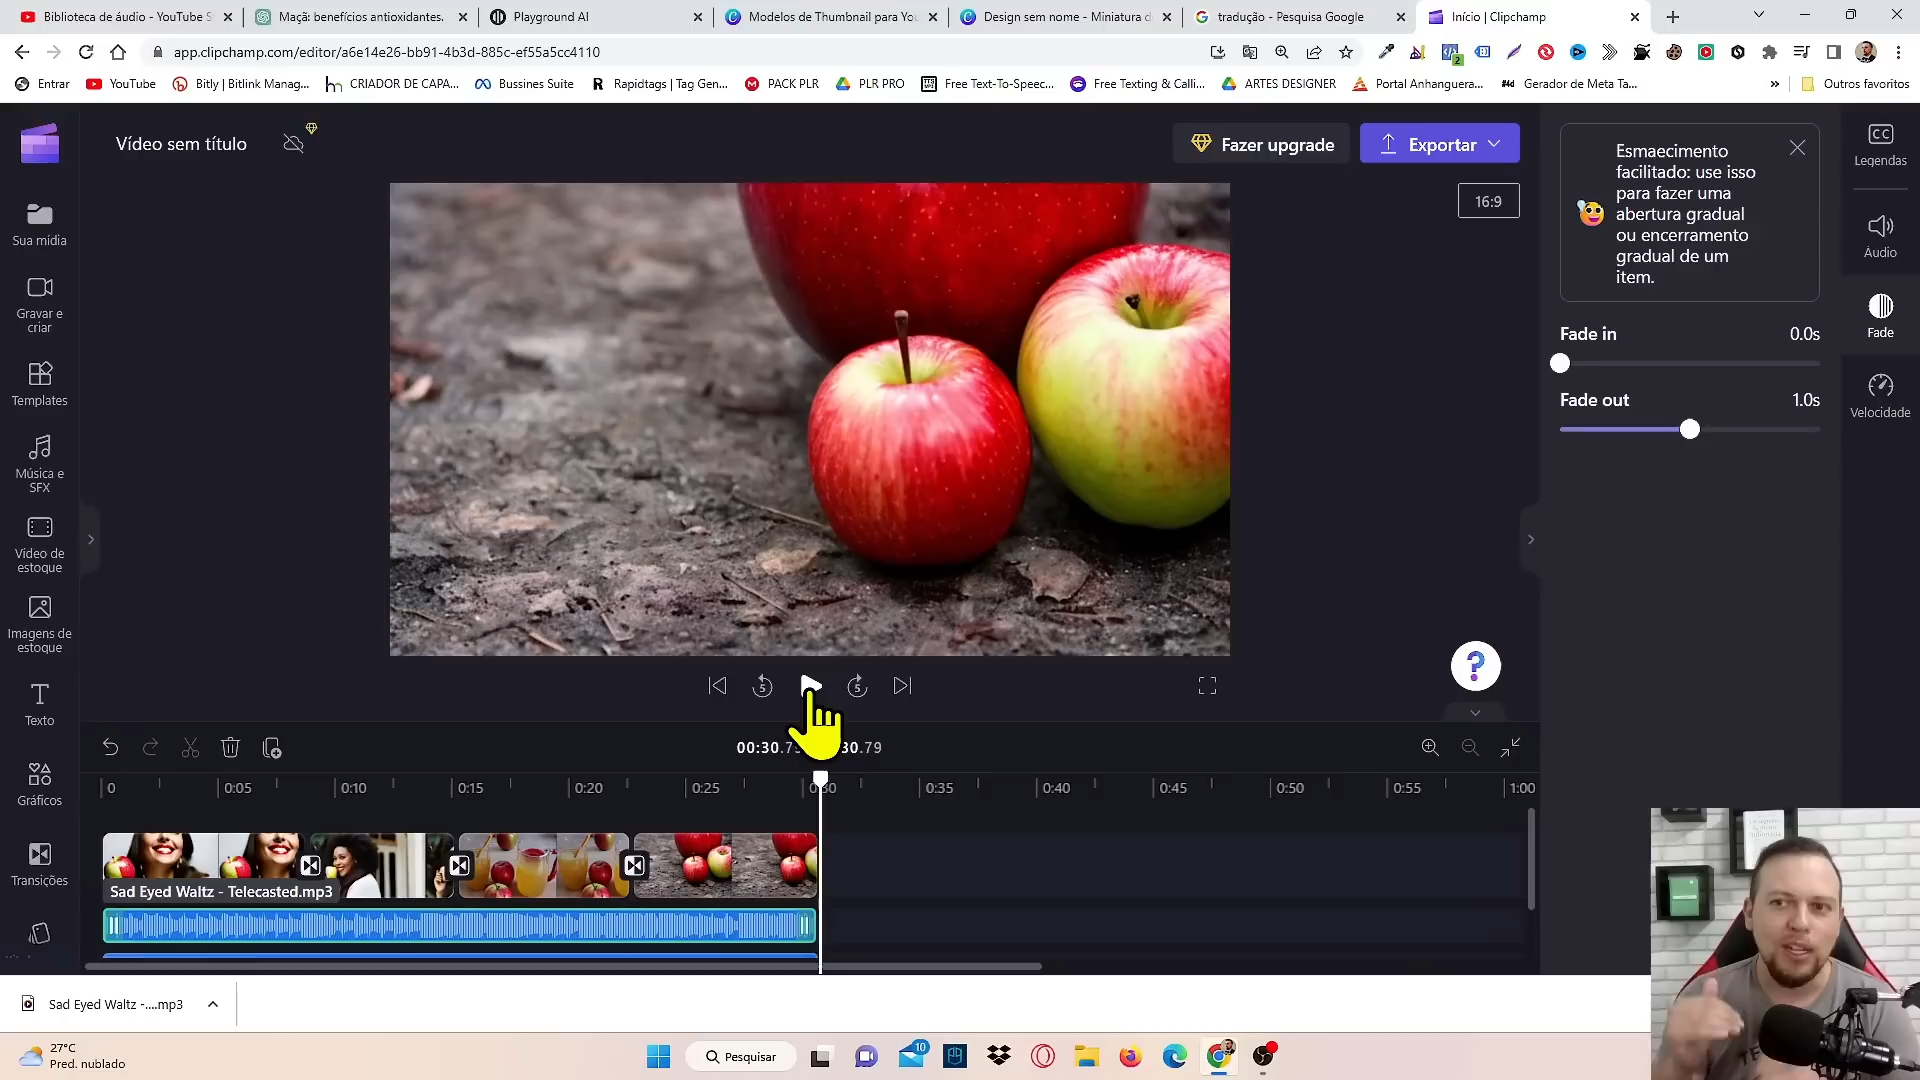 Biblioteca de áudio - YouTube S
Maçã: benefícios antioxidantes.
Playground AI
Modelos de Thumbnail para You
Design sem nome - Miniatura d
tradução - Pesquisa Google
Início | Clipchamp
app.clipchamp.com/editor/a6e14e26-bb91-4b3d-885c-ef55a5cc4110
2
Entrar
YouTube
Bitly | Bitlink Manag...
CRIADOR DE CAPA...
Bussines Suite
Rapidtags | Tag Gen...
PACK PLR
PLR PRO
Free Text-To-Speec...
Free Texting & Calli...
ARTES DESIGNER
Portal Anhanguera...
Gerador de Meta Ta...
»
Outros favoritos
Vídeo sem título
Fazer upgrade
Exportar
16:9
Sua mídia
Gravar e
criar
Templates
Música e
SFX
Vídeo de
estoque
Imagens de
estoque
Texto
Gráficos
Transições
Esmaecimento
facilitado: use isso
para fazer uma
abertura gradual
ou encerramento
gradual de um
item.
Fade in 0.0s
Fade out 1.0s
CC
Legendas
Áudio
Fade
Velocidade
5
5
?
00:30.7
30.79
0 0:05 0:10 0:15 0:20 0:25 0:30 0:35 0:40 0:45 0:50 0:55 1:00
Sad Eyed Waltz - Telecasted.mp3
Sad Eyed Waltz -....mp3
27°C
Pred. nublado
Pesquisar
10